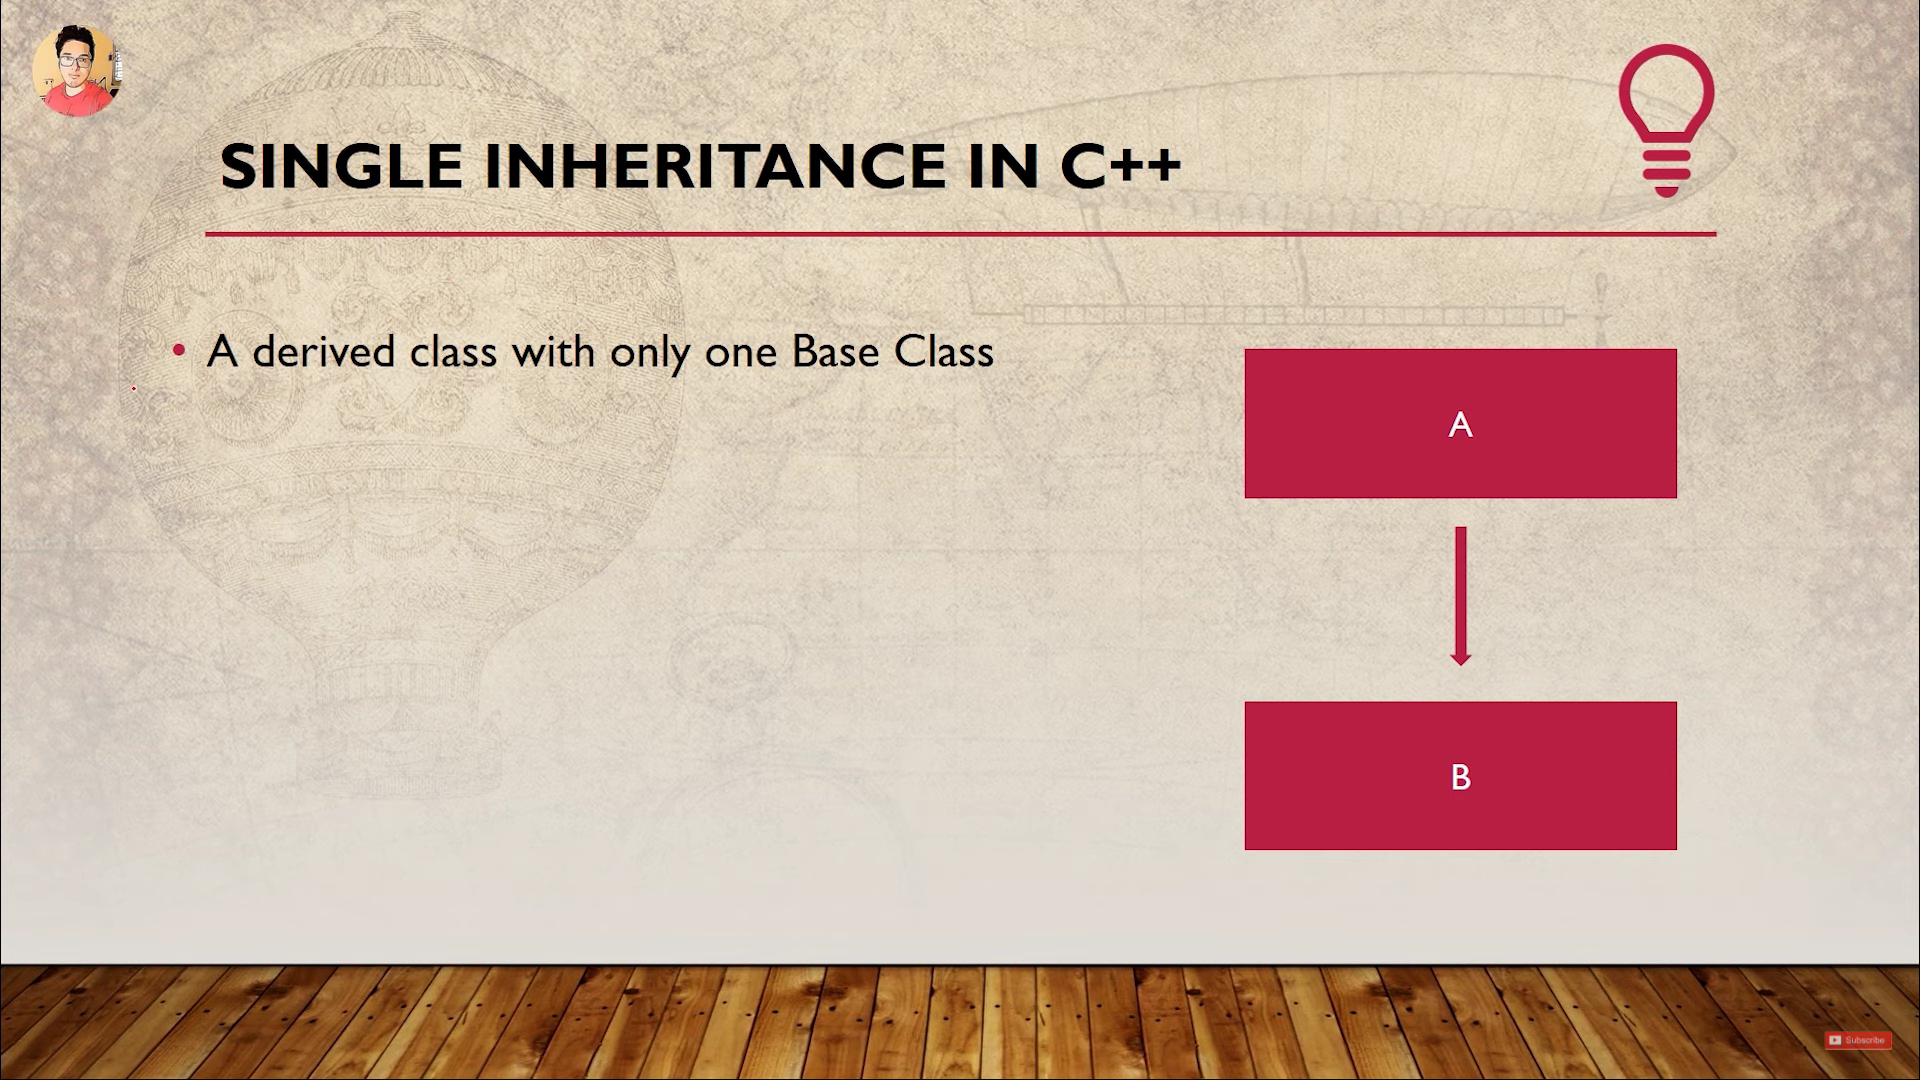 SINGLE INHERITANCE IN C++
• A derived class with only one Base Class
A
B
Subscribe